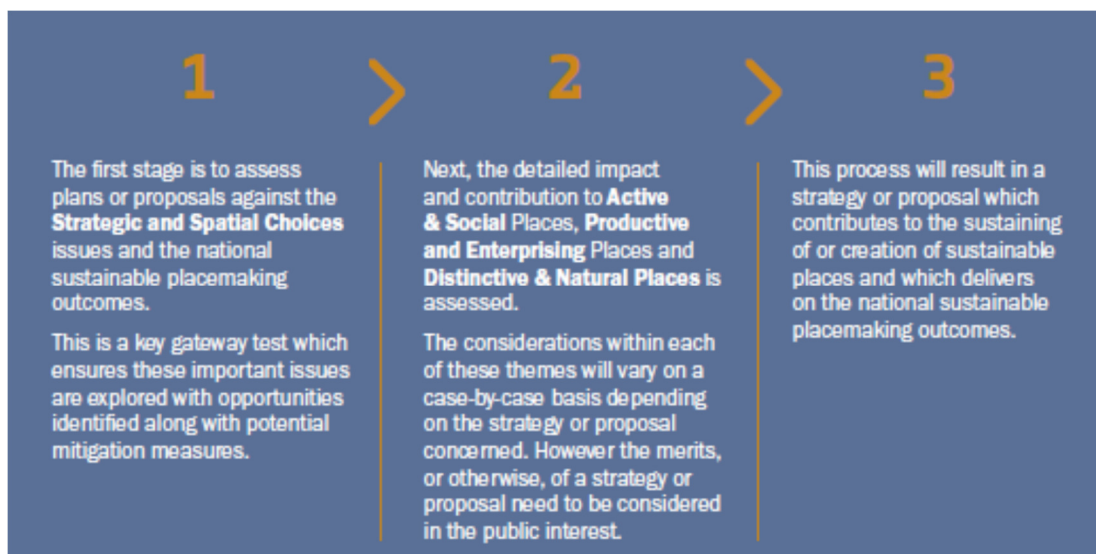 1
The first stage is to assess
plans or proposals against the
Strategic and Spatial Choices
issues and the national
sustainable placemaking
outcomes.
This is a key gateway test which
ensures these important issues
are explored with opportunities
identified along with potential
mitigation measures.
2
Next, the detailed impact
and contribution to Active
& Social Places, Productive
and Enterprising Places and
Distinctive & Natural Places is
assessed.
The considerations within each
of these themes will vary on a
case-by-case basis depending
on the strategy or proposal
concerned. However the merits,
or otherwise, of a strategy or
proposal need to be considered
in the public interest.
3
This process will result in a
strategy or proposal which
contributes to the sustaining
of or creation of sustainable
places and which delivers
on the national sustainable
placemaking outcomes.